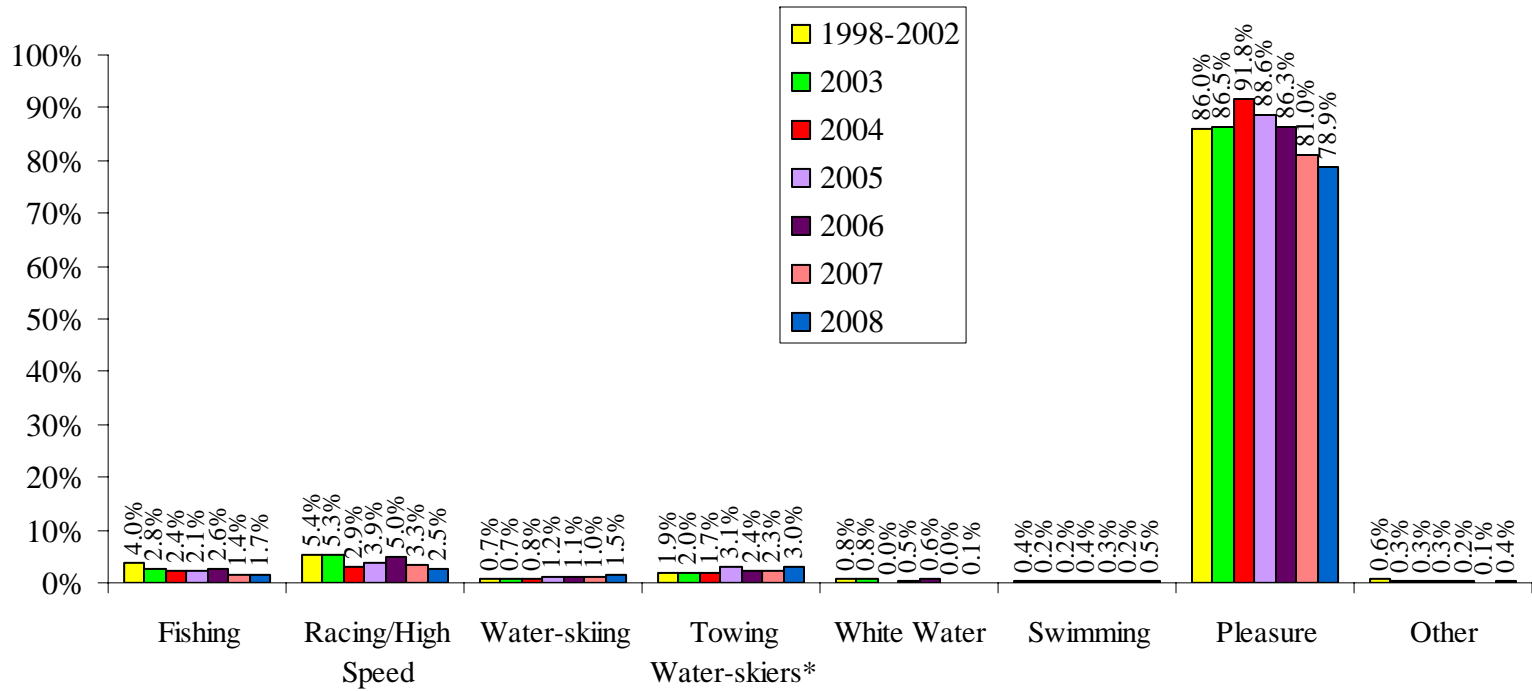 1998-2002
2003
2004
2005
2006
2007
2008
100%
90%
80%
70%
60%
50%
40%
30%
20%
10%
0%
4.0% 2.8% 2.4% 2.1% 2.6% 1.4% 1.7%
5.4% 5.3% 2.9% 3.9% 5.0% 3.3% 2.5%
0.7% 0.7% 0.8% 1.2% 1.1% 1.0% 1.5%
1.9% 2.0% 1.7% 3.1% 2.4% 2.3% 3.0%
0.8% 0.8% 0.0% 0.5% 0.6% 0.0% 0.1%
0.4% 0.2% 0.2% 0.4% 0.3% 0.2% 0.5%
86.0% 86.5% 91.8% 88.6% 86.3% 81.0% 78.9%
0.6% 0.3% 0.3% 0.3% 0.2% 0.1% 0.4%
Fishing
Racing/High
Speed
Water-skiing
Towing
Water-skiers*
White Water
Swimming
Pleasure
Other